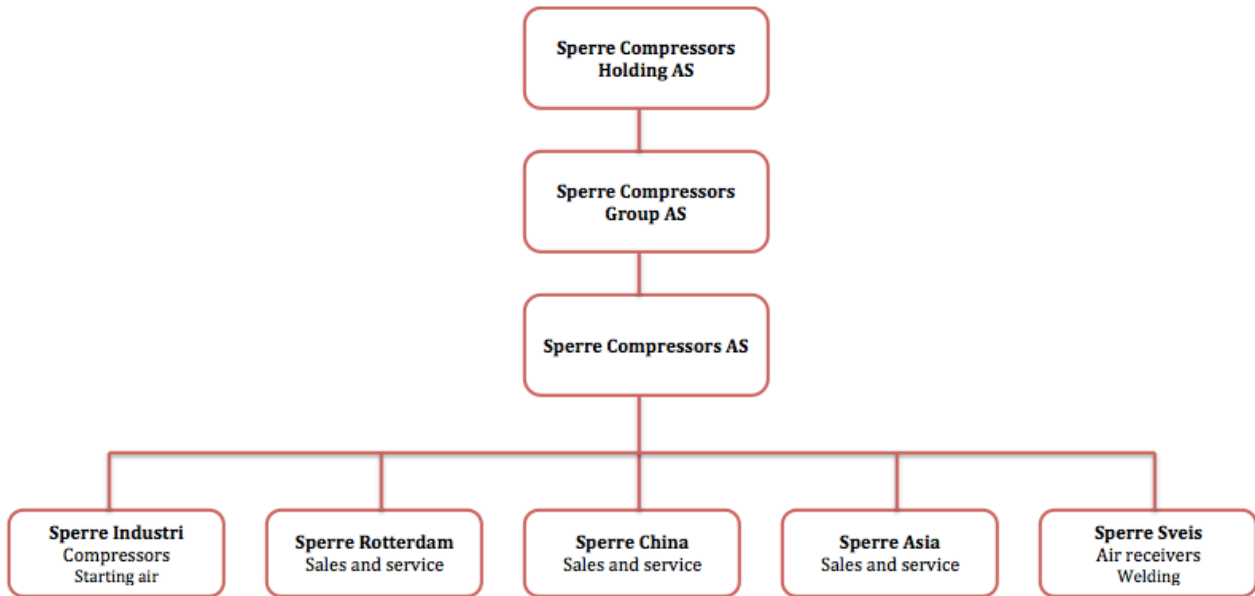 Sperre Compressors
Holding AS
Sperre Compressors
Group AS
Sperre Compressors AS
Sperre Industri
Compressors
Starting air
Sperre Rotterdam
Sales and service
Sperre China
Sales and service
Sperre Asia
Sales and service
Sperre Sveis
Air receivers
Welding